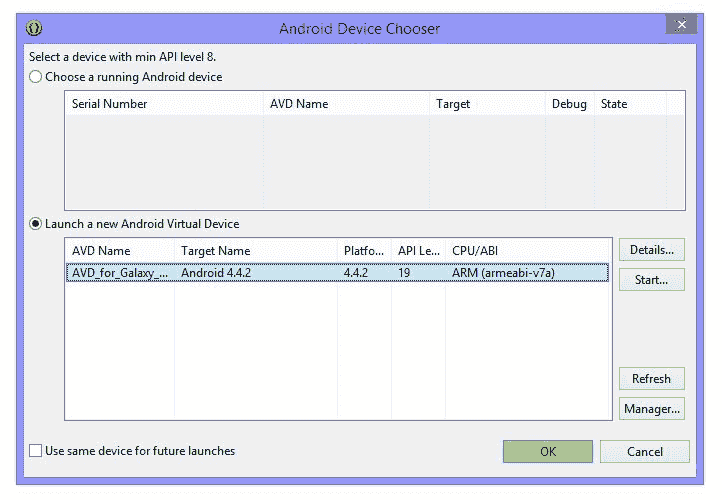 Android Device Chooser
Select a device with min API level 8.
Choose a running Android device
Serial Number AVD Name Target Debug State
Launch a new Android Virtual Device
AVD Name Target Name Platfo... API Le... CPU/ABI Details...
AVD_for_Galaxy_... Android 4.4.2 4.4.2 19 ARM (armeabi-v7a)
Start...
Refresh
Manager...
Use same device for future launches OK Cancel